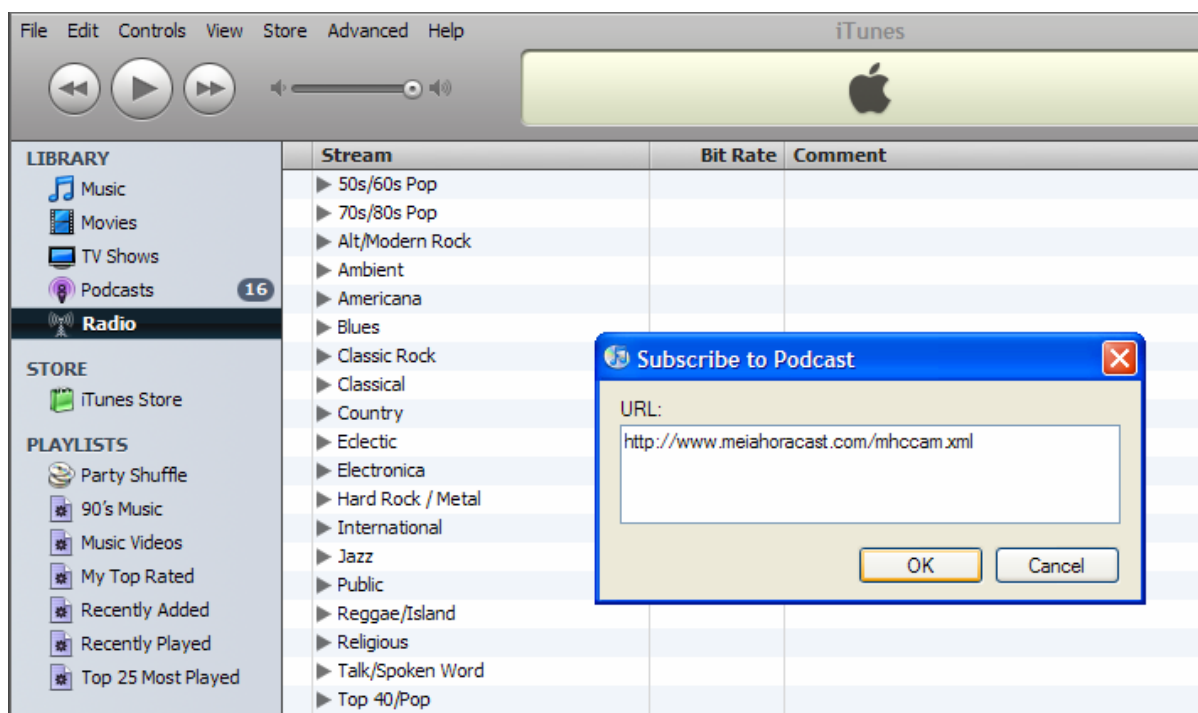 File Edit Controls View Store Advanced Help
iTunes
LIBRARY
Music
Movies
TV Shows
Podcasts 16
Radio
STORE
iTunes Store
PLAYLISTS
Party Shuffle
90's Music
Music Videos
My Top Rated
Recently Added
Recently Played
Top 25 Most Played
Stream Bit Rate Comment
50s/60s Pop
70s/80s Pop
Alt/Modern Rock
Ambient
Americana
Blues
Classic Rock
Classical
Country
Eclectic
Electronica
Hard Rock / Metal
International
Jazz
Public
Reggae/Island
Religious
Talk/Spoken Word
Top 40/Pop
Subscribe to Podcast
URL:
http://www.meiahoracast.com/mhccam.xml
OK Cancel